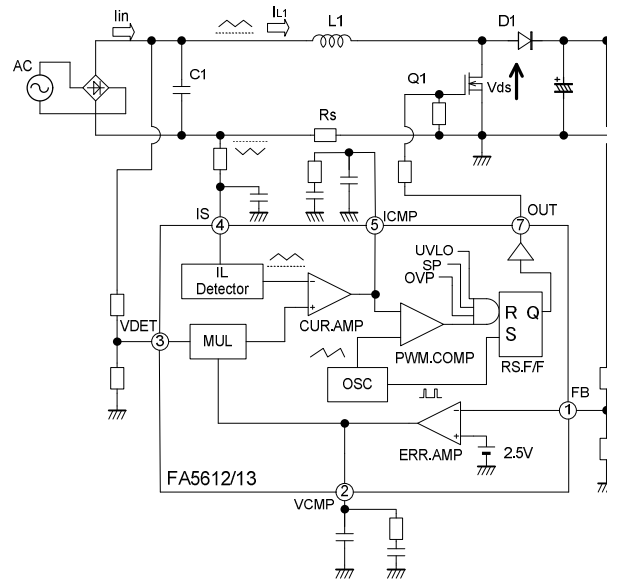 Iin
IL1
L1
D1
AC
C1
Q1
Vds
+
Rs
IS
4
5
ICMP
7
OUT
UVLO
SP
OVP
IL
Detector
−
+
CUR.AMP
R Q
S
VDET
3
MUL
PWM.COMP
RS.F/F
OSC
FB
1
−
+
ERR.AMP
2.5V
FA5612/13
2
VCMP